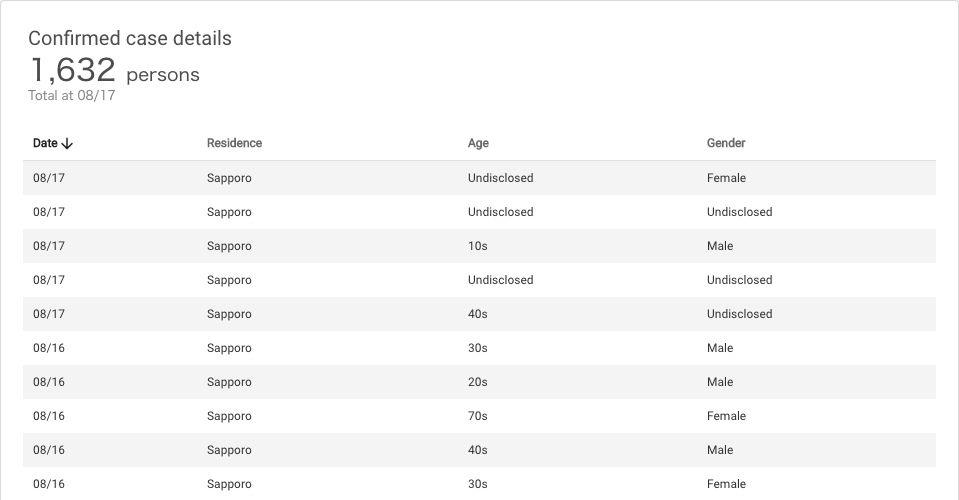 Confirmed case details
1,632 persons
Total at 08/17
Date Residence Age Gender
08/17 Sapporo Undisclosed Female
08/17 Sapporo Undisclosed Undisclosed
08/17 Sapporo 10s Male
08/17 Sapporo Undisclosed Undisclosed
08/17 Sapporo 40s Undisclosed
08/16 Sapporo 30s Male
08/16 Sapporo 20s Male
08/16 Sapporo 70s Female
08/16 Sapporo 40s Male
08/16 Sapporo 30s Female